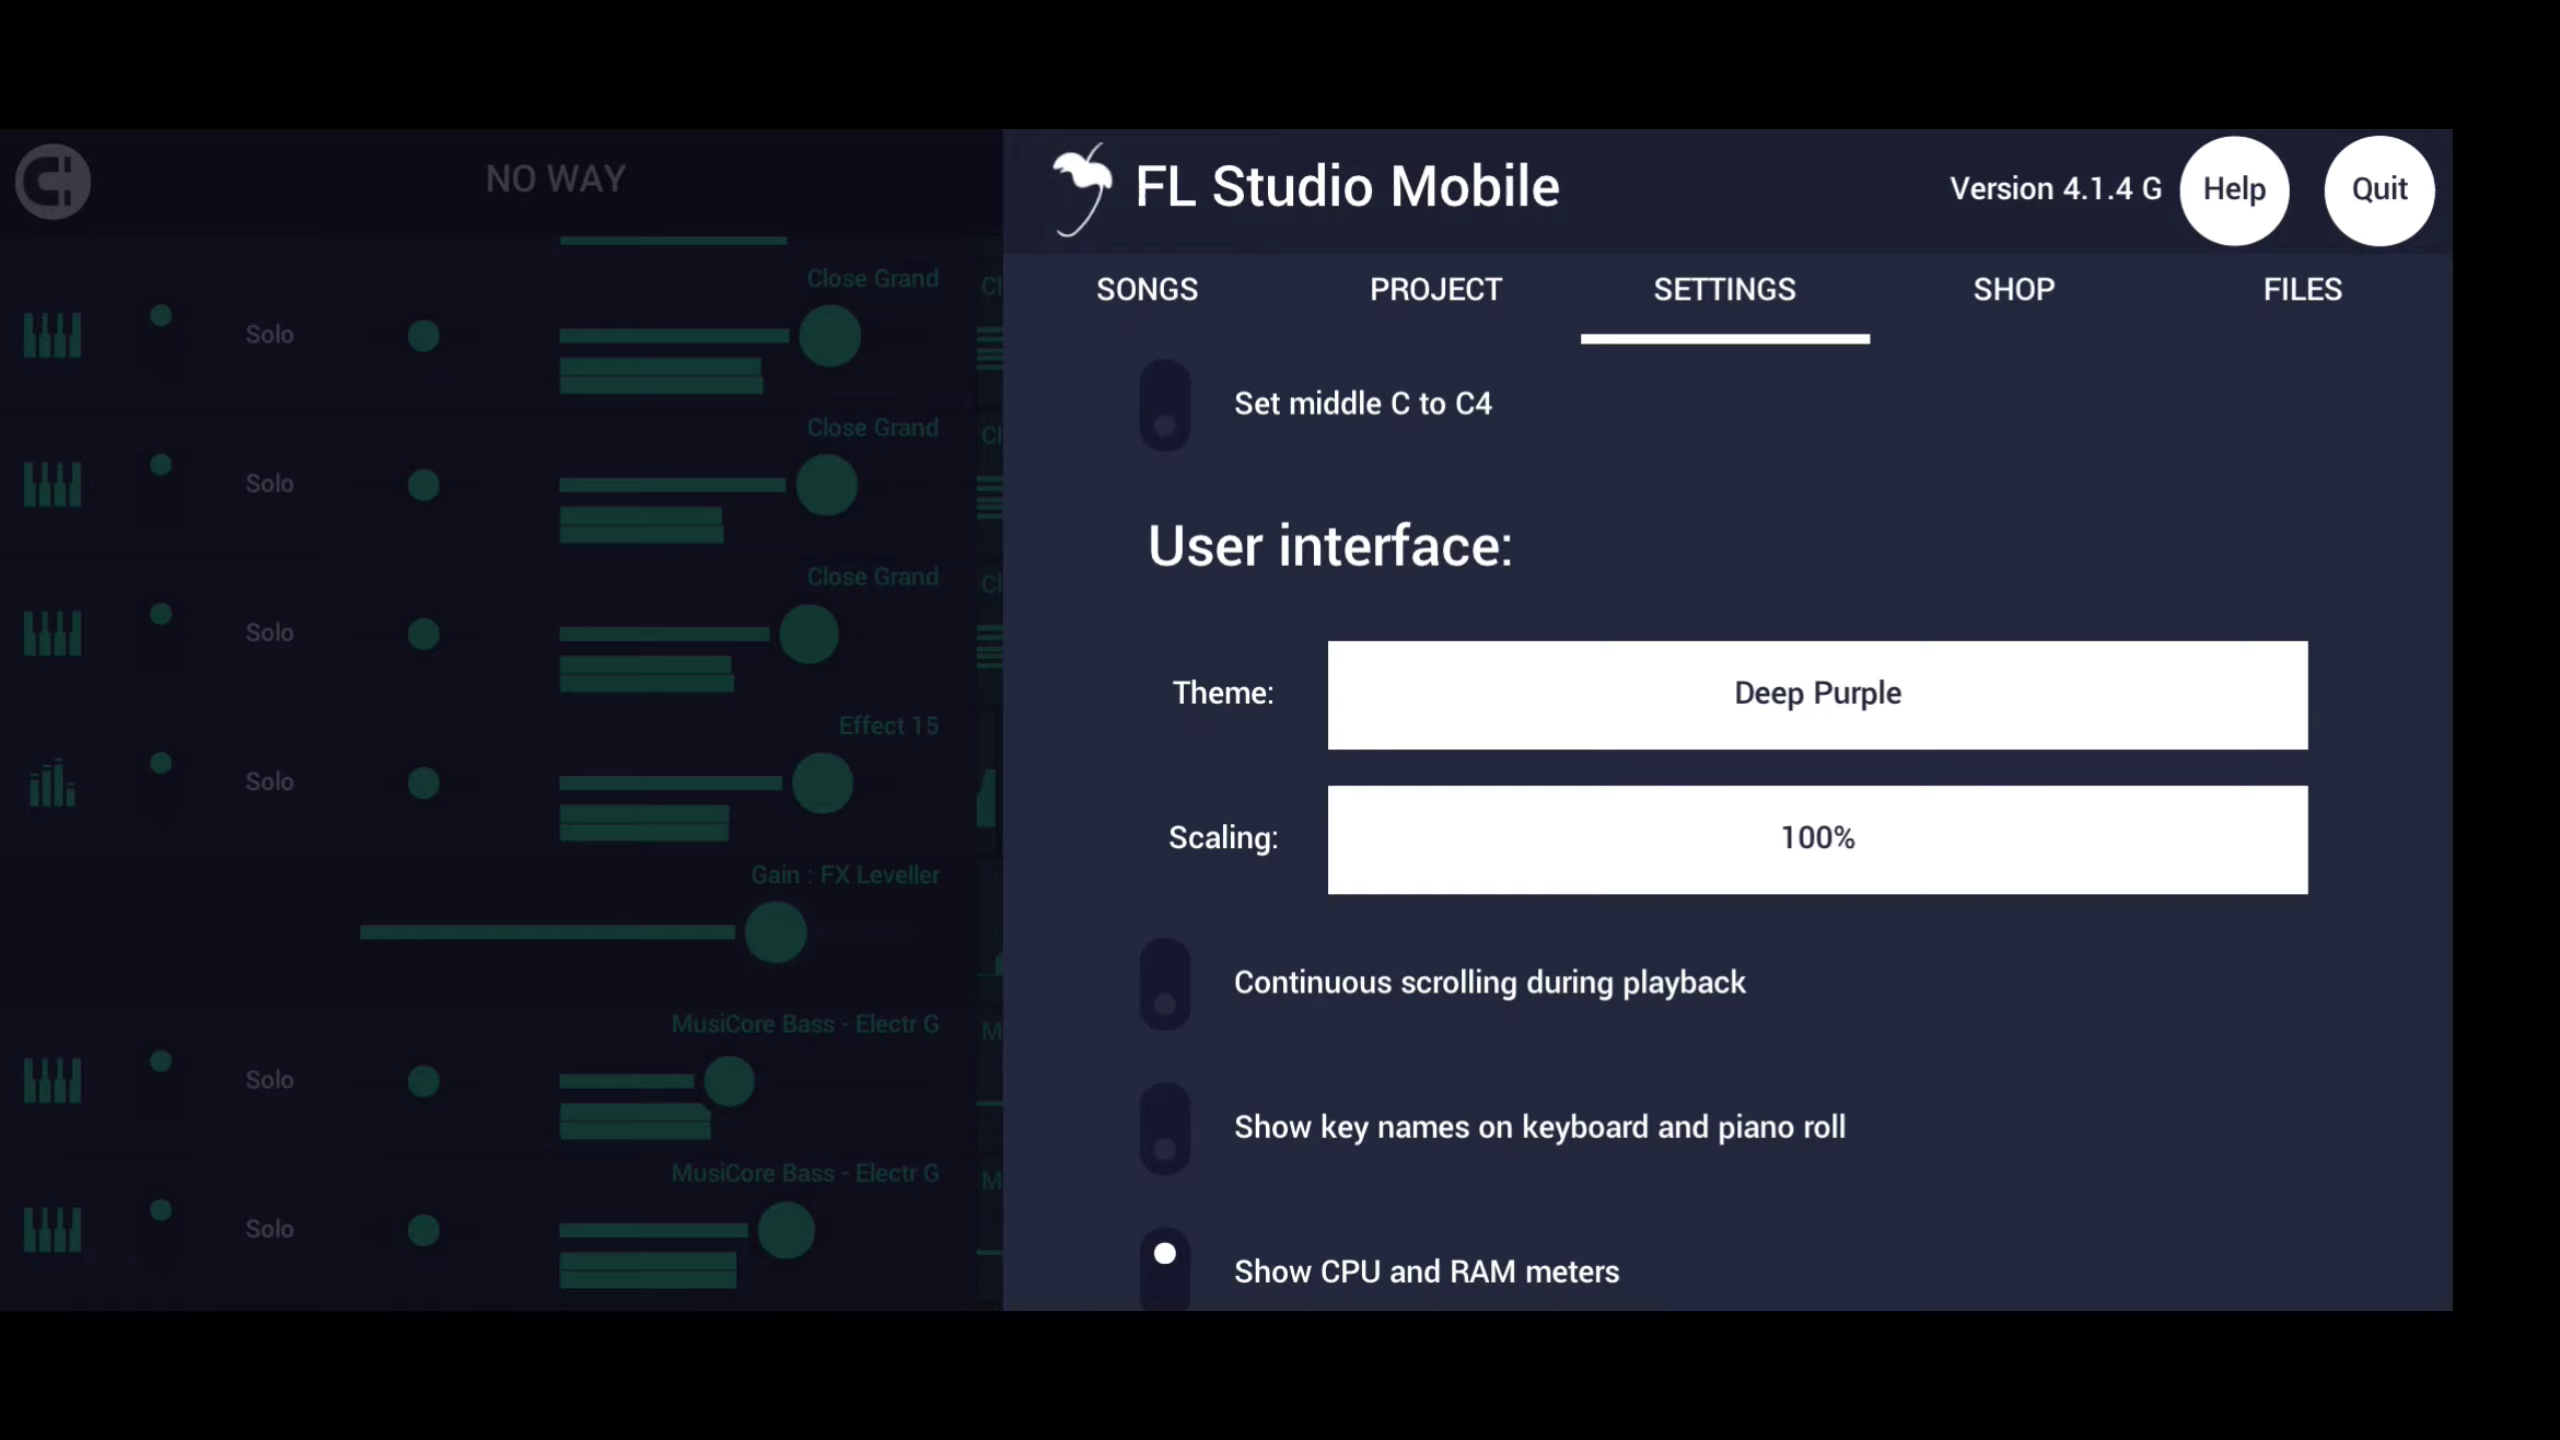 NO WAY
Close Grand
Solo
Close Grand
Solo
Close Grand
Solo
Effect 15
Solo
Gain : FX Leveller
MusiCore Bass - Electr G
Solo
MusiCore Bass - Electr G
Solo
Cl
Cl
Cl
M
M
FL Studio Mobile
Version 4.1.4 G
Help
Quit
SONGS PROJECT SETTINGS SHOP FILES
Set middle C to C4
User interface:
Theme: Deep Purple
Scaling: 100%
Continuous scrolling during playback
Show key names on keyboard and piano roll
Show CPU and RAM meters